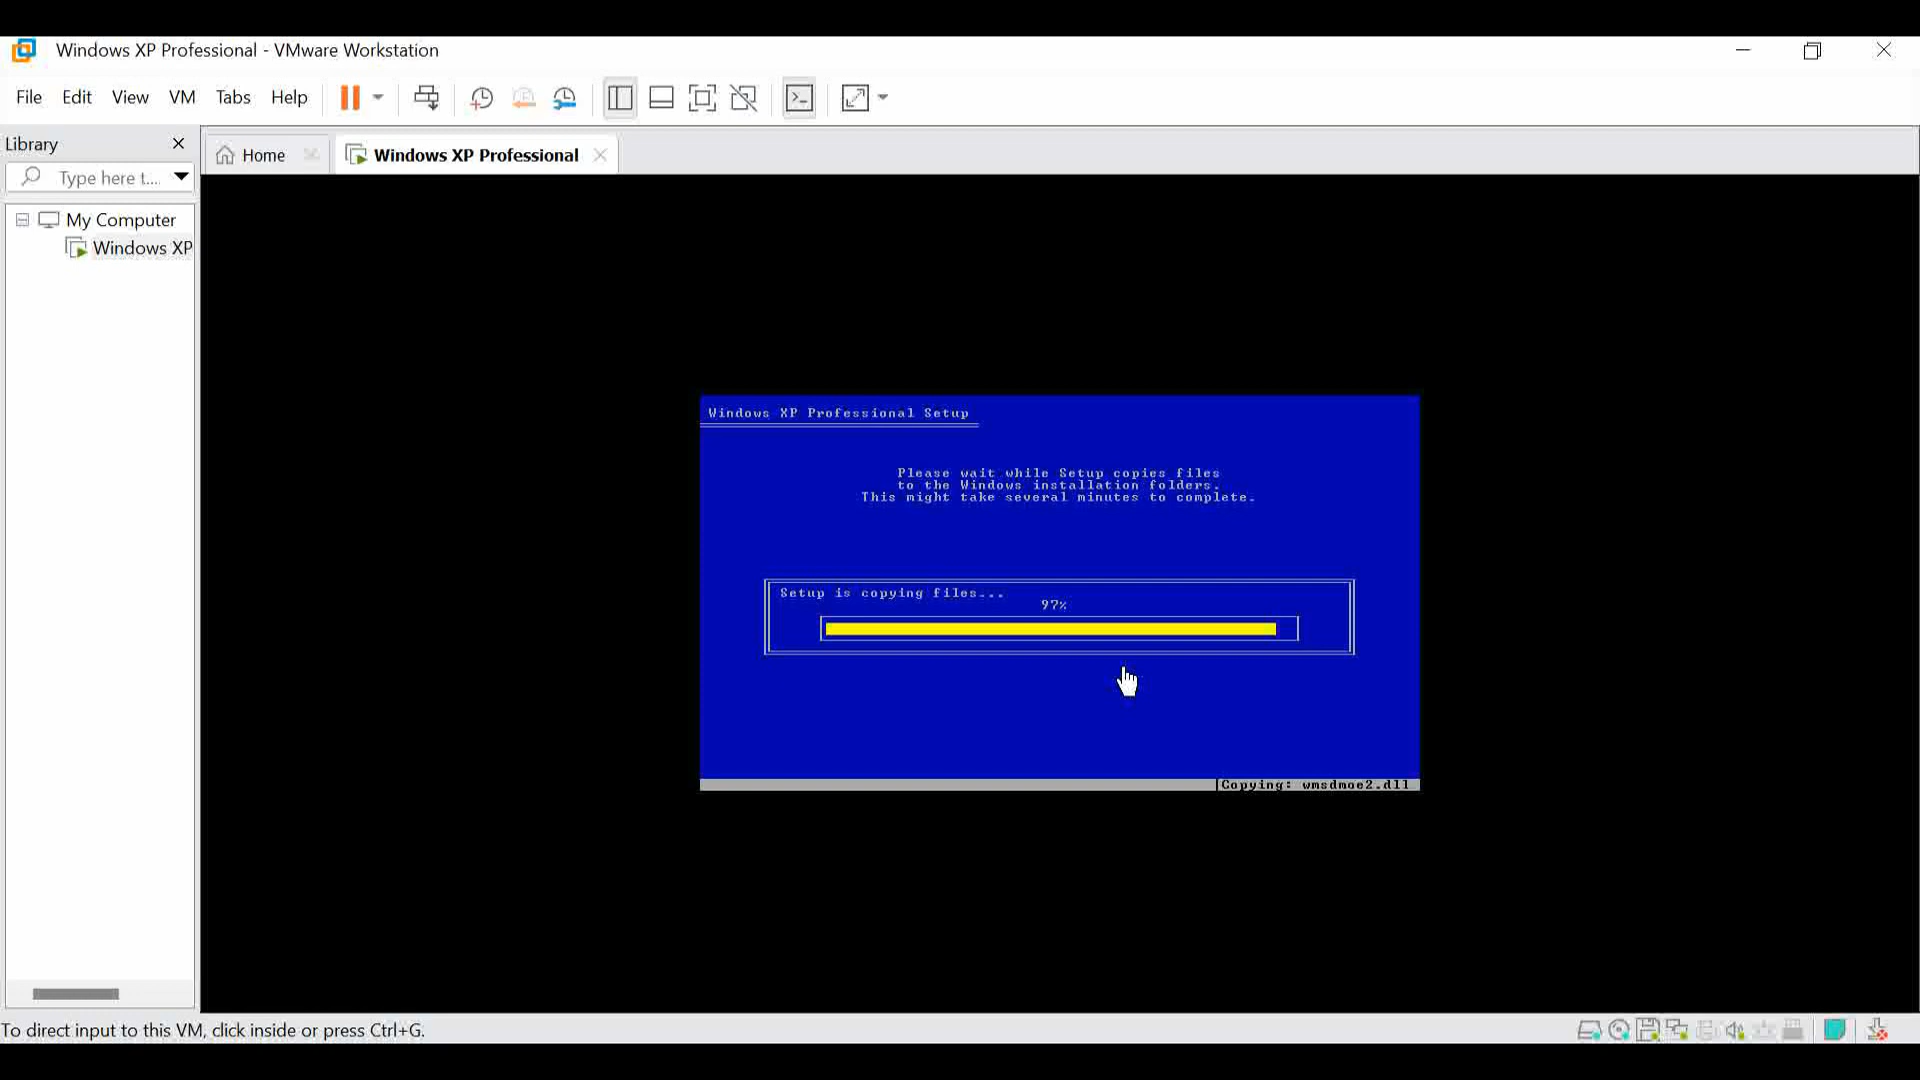 Windows XP Professional - VMware Workstation
File Edit View VM Tabs Help
Library
Home
Windows XP Professional
Type here t....
My Computer
Windows XP
Windows XP Professional Setup
Please wait while Setup copies files
to the Windows installation folders.
This might take several minutes to complete.
Setup is copying files...
97%
Copying: wmsdmoe2.dll
To direct input to this VM, click inside or press Ctrl+G.